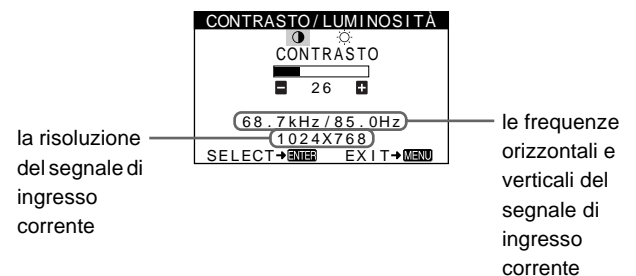 CONTRASTO/LUMINOSITÀ
CONTRASTO
26
68.7kHz/85.0Hz
1024X768
SELECT→ENTER EXIT→MENU
la risoluzione
del segnale di
ingresso
corrente
le frequenze
orizzontali e
verticali del
segnale di
ingresso
corrente